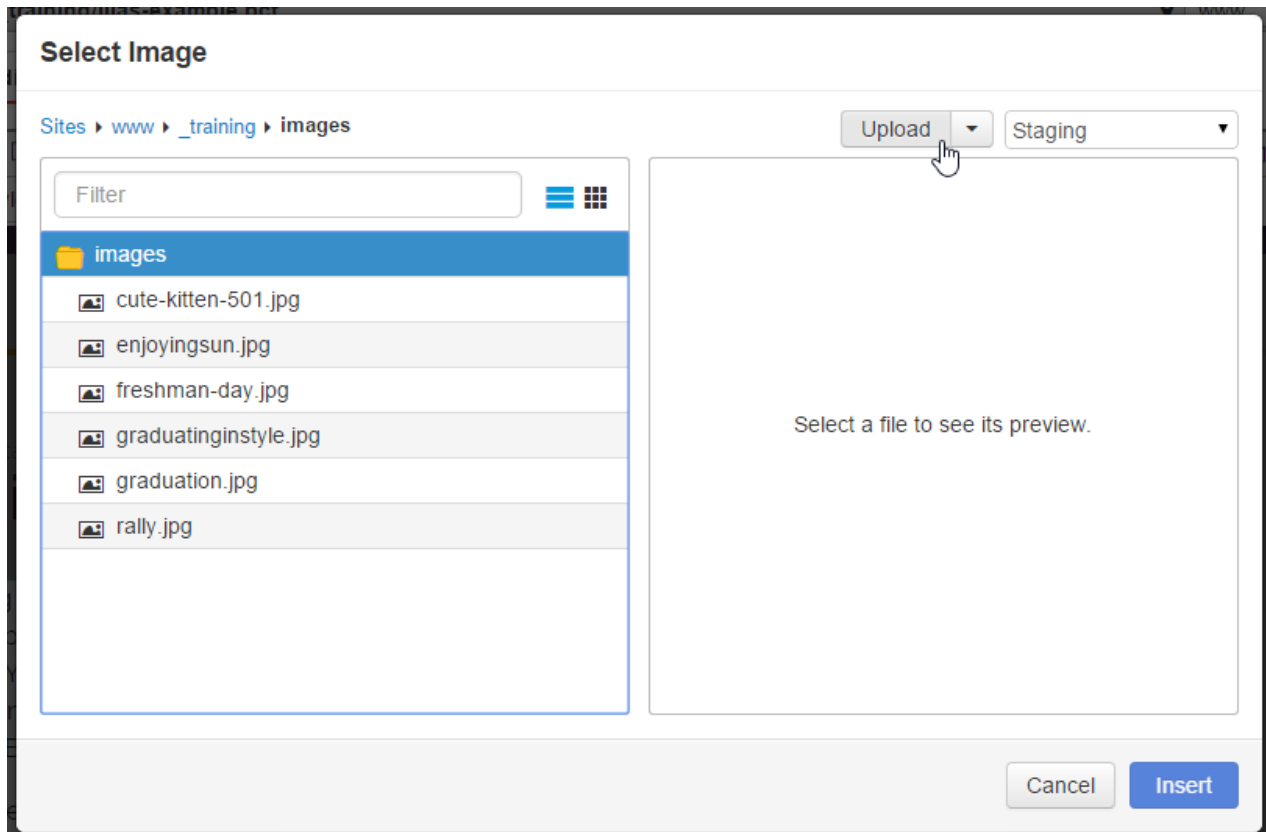 Select Image
Sites www _training images
Upload
Staging
Filter
images
cute-kitten-501.jpg
enjoyingsun.jpg
freshman-day.jpg
graduatinginstyle.jpg
graduation.jpg
rally.jpg
Select a file to see its preview.
Cancel
Insert